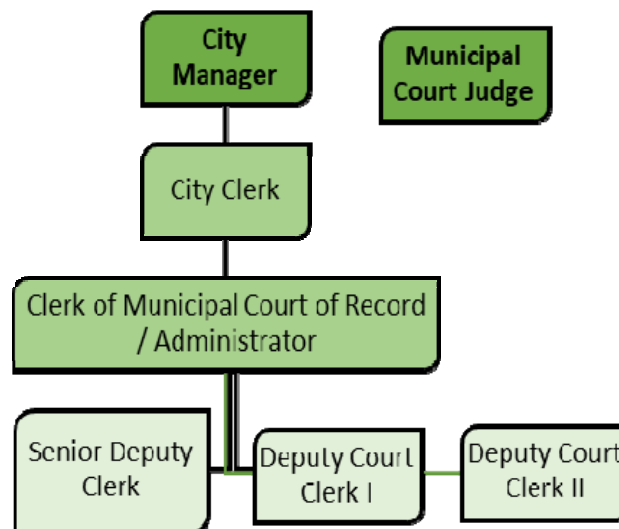 City
Manager
Municipal
Court Judge
City Clerk
Clerk of Municipal Court of Record
/ Administrator
Senior Deputy
Clerk
Deputy Court
Clerk I
Deputy Court
Clerk II